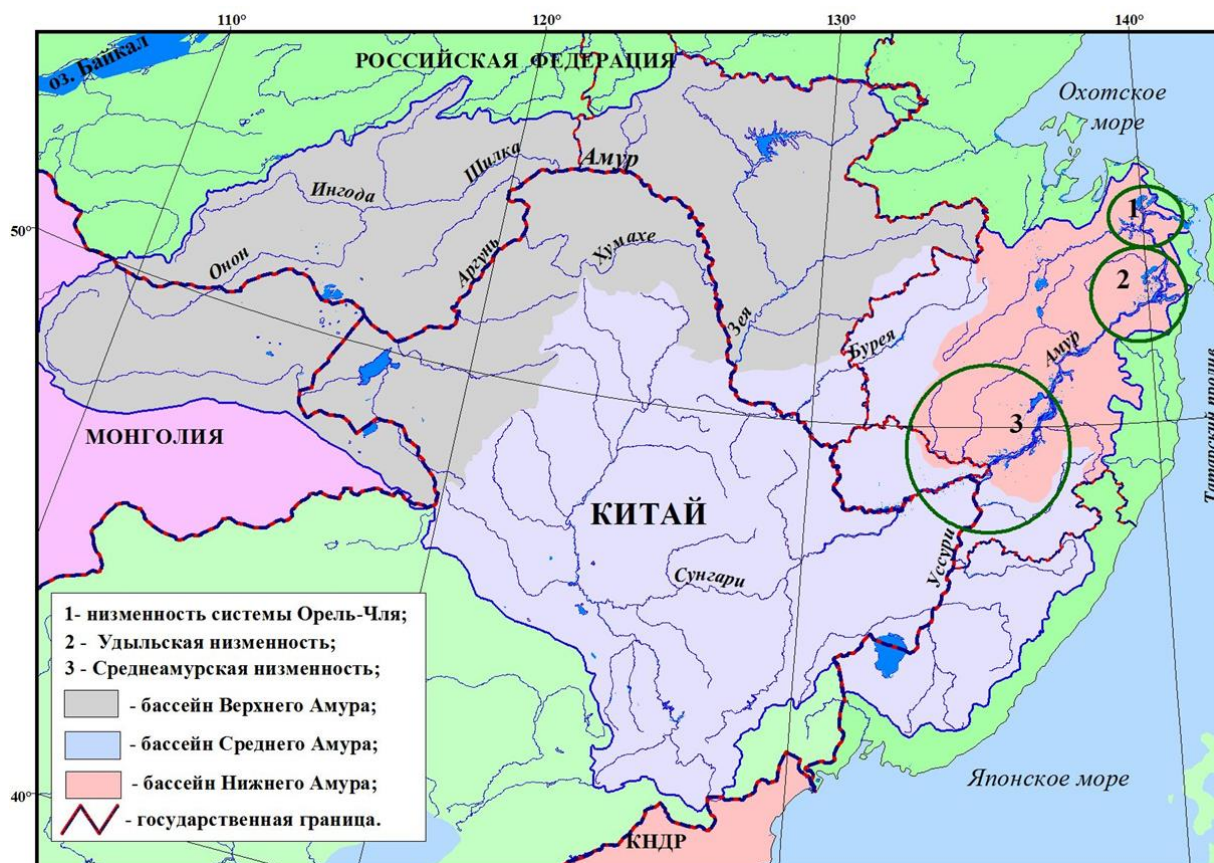 110°
120°
130°
140°
оз. Байкал
РОССИЙСКАЯ ФЕДЕРАЦИЯ
Охотское
море
Шилка
Амур
Ингода
1
50°
Хумахе
Аргунь
Онон
2
Зея
Бурея
Амур
3
МОНГОЛИЯ
Татарский пролив
КИТАЙ
Уссури
Сунгари
1- низменность системы Орель-Чля;
2 - Удыльская низменность;
3 - Среднеамурская низменность;
- бассейн Верхнего Амура;
- бассейн Среднего Амура;
- бассейн Нижнего Амура;
- государственная граница.
Японское море
40°
КНДР